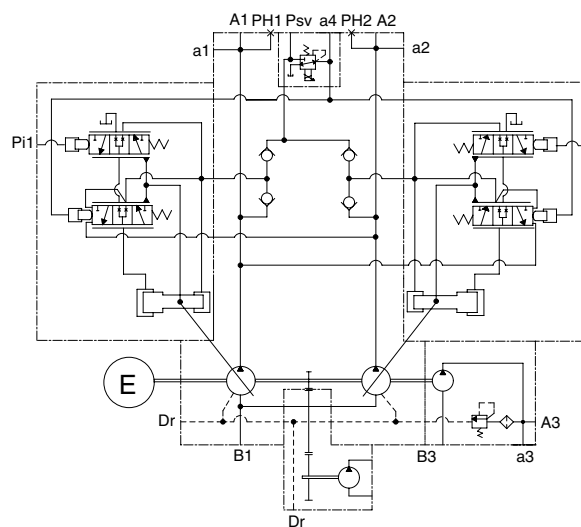 A1 PH1 Psv a4 PH2 A2
a1 a2
Pi1
E
Dr A3
B1 B3 a3
Dr